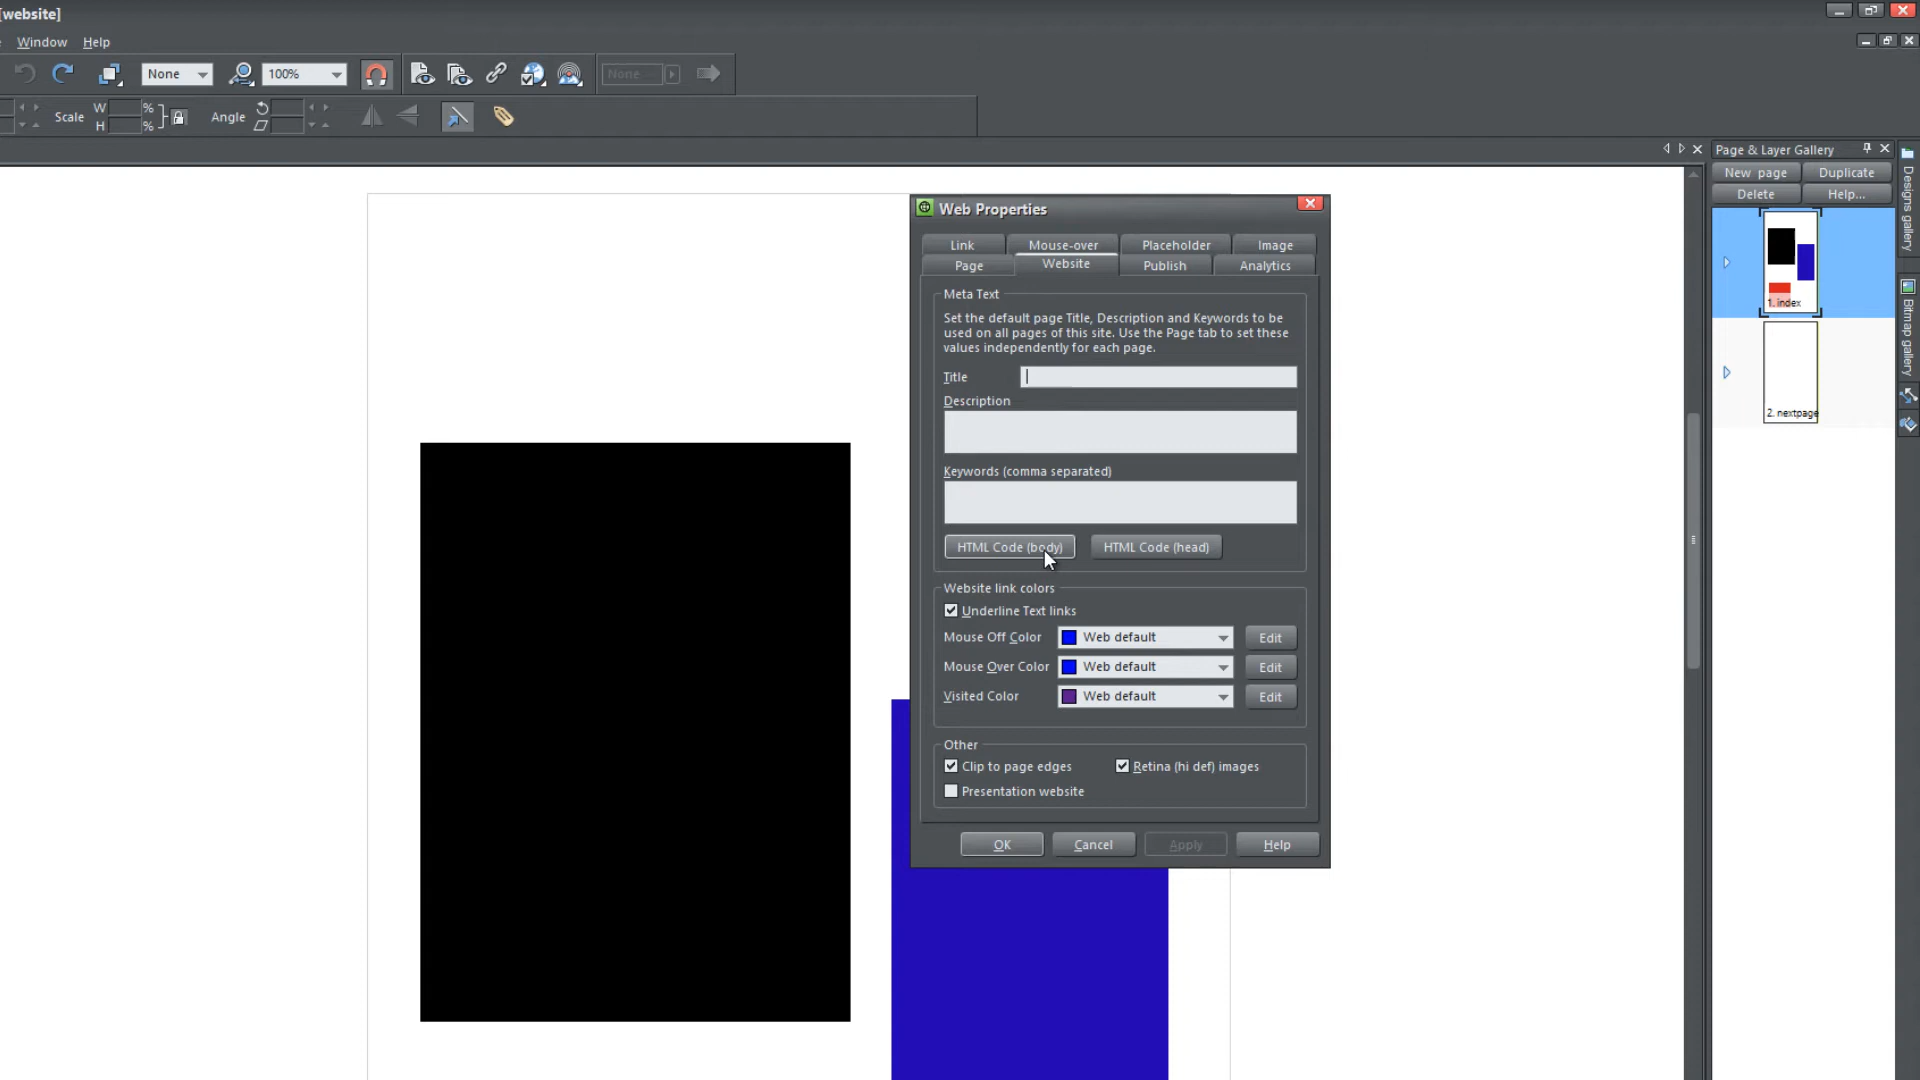 [website]
Window Help
None 100% None
Scale W % Angle
H %
Page & Layer Gallery
New page Duplicate
Delete Help...
1. index
2. nextpage
Designs gallery
Bitmap gallery
Web Properties
Link Mouse-over Placeholder Image
Page Website Publish Analytics
Meta Text
Set the default page Title, Description and Keywords to be
used on all pages of this site. Use the Page tab to set these
values independently for each page.
Title
Description
Keywords (comma separated)
HTML Code (body) HTML Code (head)
Website link colors
Underline Text links
Mouse Off Color Web default Edit
Mouse Over Color Web default Edit
Visited Color Web default Edit
Other
Clip to page edges Retina (hi def) images
Presentation website
OK Cancel Apply Help